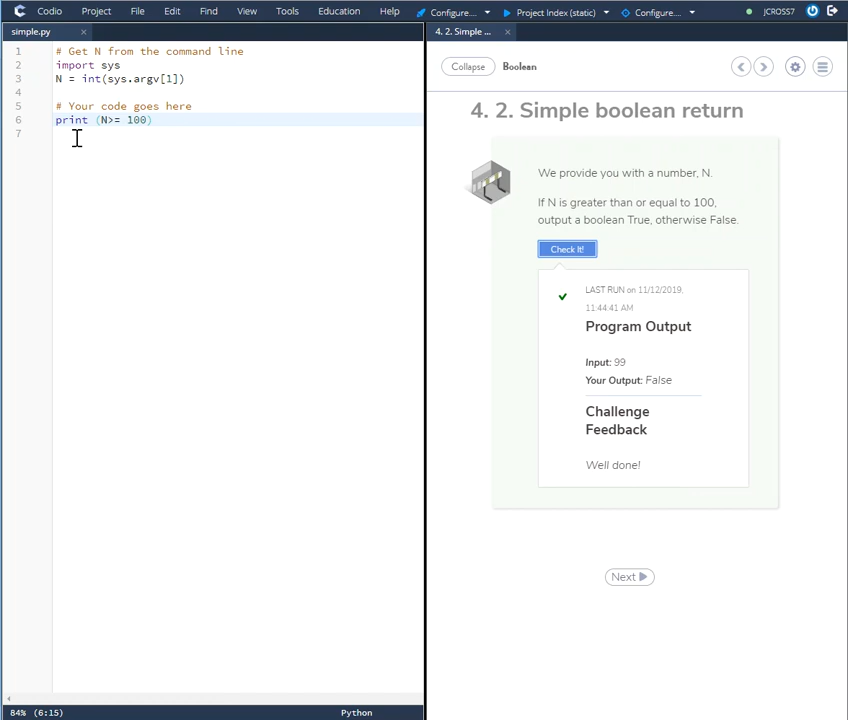 Codio Project File Edit Find View Tools Education Help Configure.... Project Index (static) Configure.... JCROSS7
simple.py ×
1 # Get N from the command line
2 import sys
3 N = int(sys.argv[1])
4
5 # Your code goes here
6 print (N>= 100)
7
84% (6:15) Python
4. 2. Simple ... ×
Collapse Boolean
4. 2. Simple boolean return
We provide you with a number, N.
If N is greater than or equal to 100,
output a boolean True, otherwise False.
Check It!
LAST RUN on 11/12/2019,
11:44:41 AM
Program Output
Input: 99
Your Output: False
Challenge
Feedback
Well done!
Next